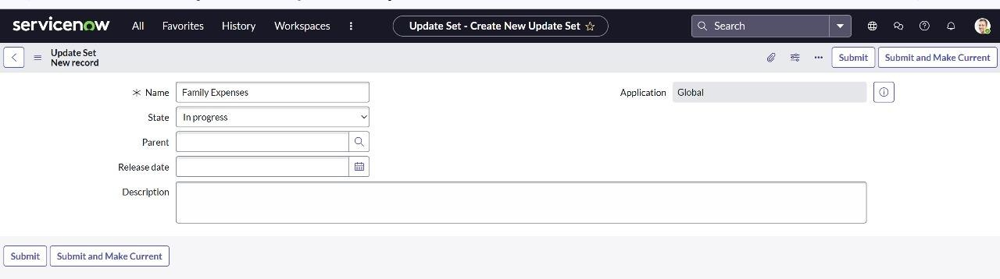 servicenow All Favorites History Workspaces Update Set - Create New Update Set Search
Update Set
New record
Submit Submit and Make Current
Name Family Expenses Application Global
State In progress
Parent
Release date
Description
Submit Submit and Make Current